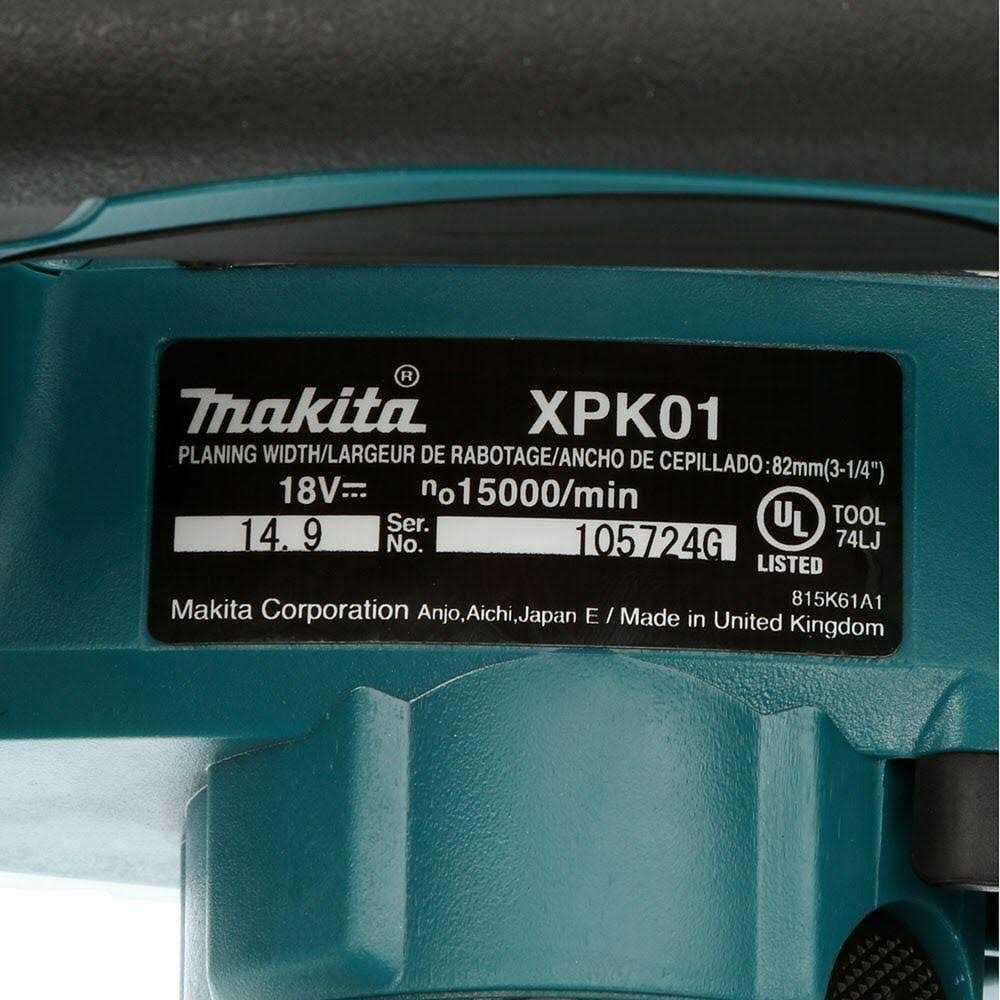 makita® XPK01
PLANING WIDTH/LARGEUR DE RABOTAGE/ANCHO DE CEPILLADO:82mm(3-1/4")
18V⎓ no15000/min
14. 9 Ser. No. 105724G
UL LISTED TOOL 74LJ
815K61A1
Makita Corporation Anjo,Aichi,Japan E / Made in United Kingdom